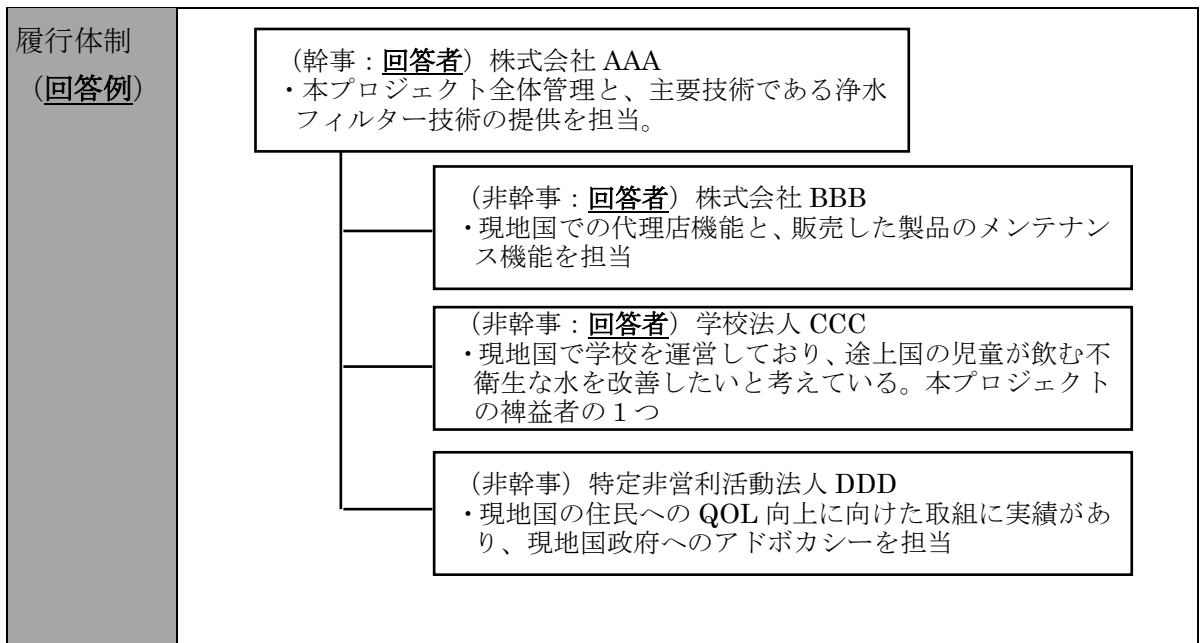 履行体制
（回答例）
（幹事：回答者）株式会社 AAA
・本プロジェクト全体管理と、主要技術である浄水
フィルター技術の提供を担当。
（非幹事：回答者）株式会社 BBB
・現地国での代理店機能と、販売した製品のメンテナン
ス機能を担当
（非幹事：回答者）学校法人 CCC
・現地国で学校を運営しており、途上国の児童が飲む不
衛生な水を改善したいと考えている。本プロジェクト
の裨益者の１つ
（非幹事）特定非営利活動法人 DDD
・現地国の住民への QOL 向上に向けた取組に実績があ
り、現地国政府へのアドボカシーを担当